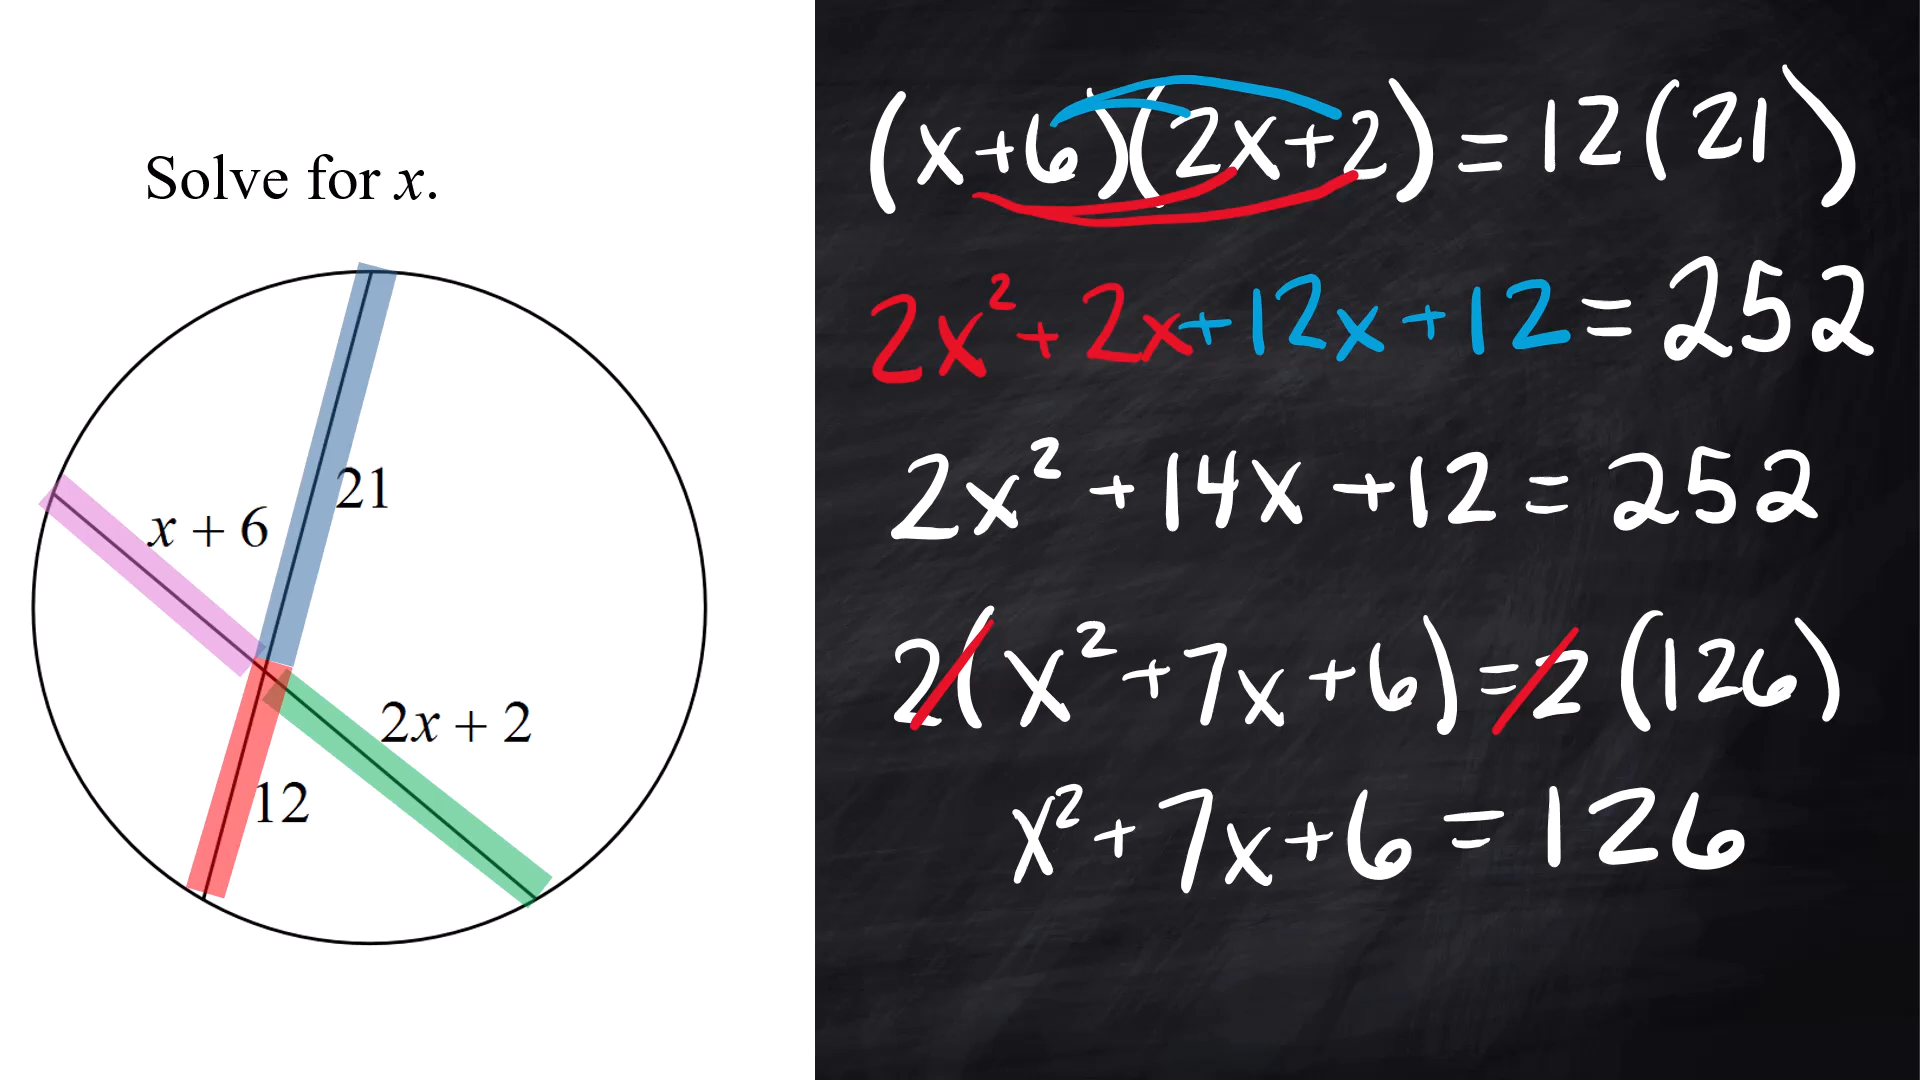 Solve for x.
21
x + 6
2x + 2
12
(x+6)(2x+2) = 12(21)
2x² + 2x + 12x + 12 = 252
2x² + 14x + 12 = 252
2(x² + 7x + 6) = 2(126)
x² + 7x + 6 = 126